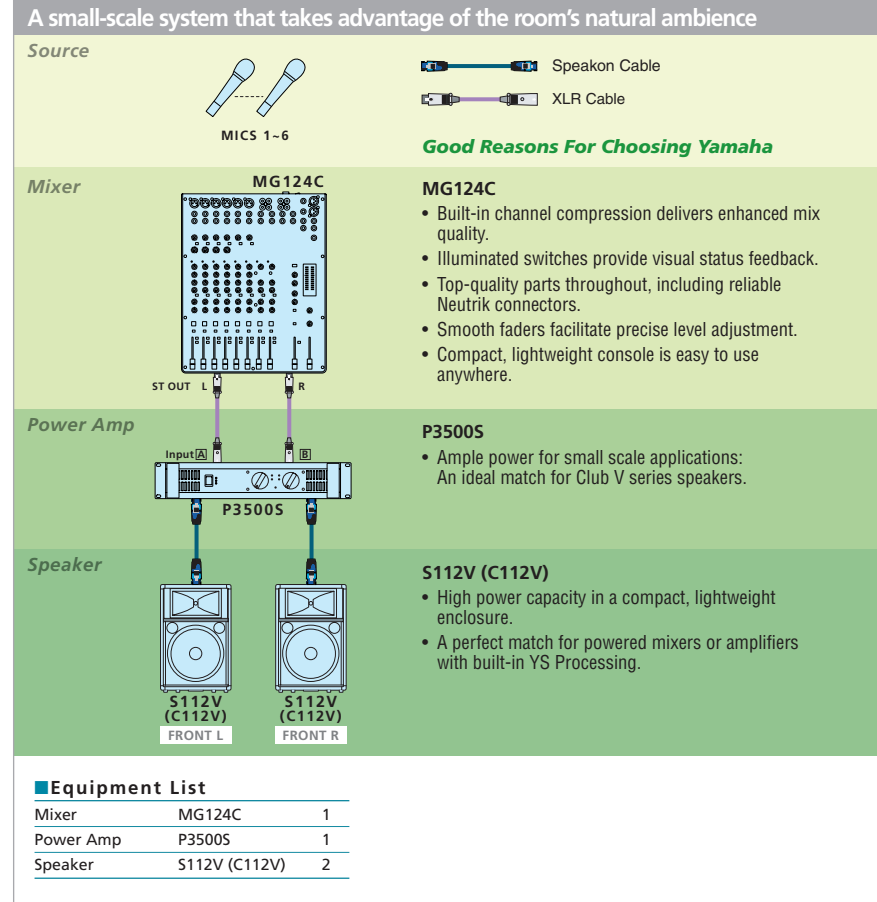 A small-scale system that takes advantage of the room's natural ambience
Source
MICS 1~6
Speakon Cable
XLR Cable
Good Reasons For Choosing Yamaha
Mixer
MG124C
ST OUT L R
MG124C
• Built-in channel compression delivers enhanced mix
quality.
• Illuminated switches provide visual status feedback.
• Top-quality parts throughout, including reliable
Neutrik connectors.
• Smooth faders facilitate precise level adjustment.
• Compact, lightweight console is easy to use
anywhere.
Power Amp
Input A B
P3500S
P3500S
• Ample power for small scale applications:
An ideal match for Club V series speakers.
Speaker
S112V S112V
(C112V) (C112V)
FRONT L FRONT R
S112V (C112V)
• High power capacity in a compact, lightweight
enclosure.
• A perfect match for powered mixers or amplifiers
with built-in YS Processing.
■Equipment List
Mixer MG124C 1
Power Amp P3500S 1
Speaker S112V (C112V) 2